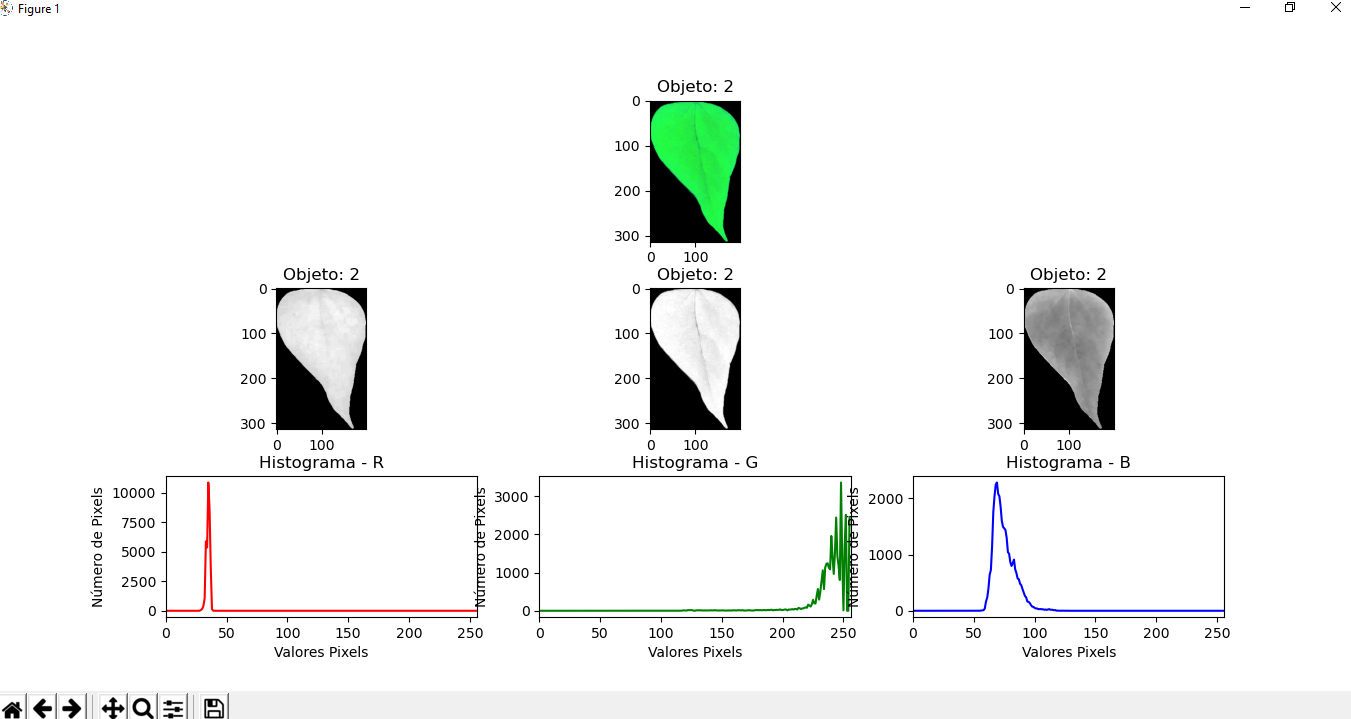 Figure 1
Objeto: 2
0
100
200
300
0 100
Objeto: 2 Objeto: 2 Objeto: 2
0 0 0
100 100 100
200 200 200
300 300 300
0 100 0 100 0 100
Histograma - R Histograma - G Histograma - B
Número de Pixels
10000
7500
5000
2500
0
0 50 100 150 200 250
Valores Pixels
Número de Pixels
3000
2000
1000
0
0 50 100 150 200 250
Valores Pixels
Número de Pixels
2000
1000
0
0 50 100 150 200 250
Valores Pixels